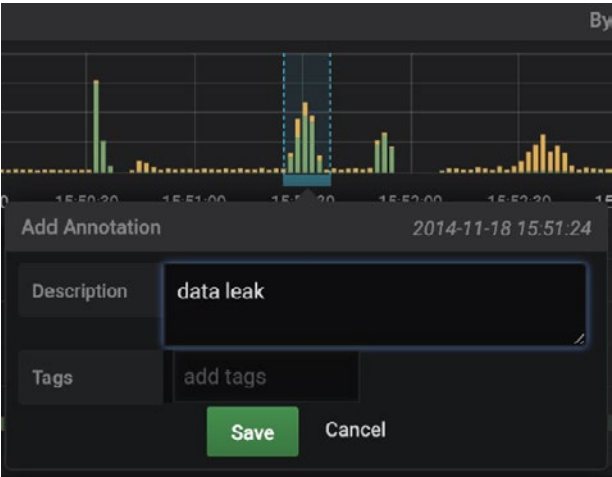 By
15:50:30 15:51:00 15:52:00 15:52:30
Add Annotation 2014-11-18 15:51:24
Description data leak
Tags add tags
Save Cancel